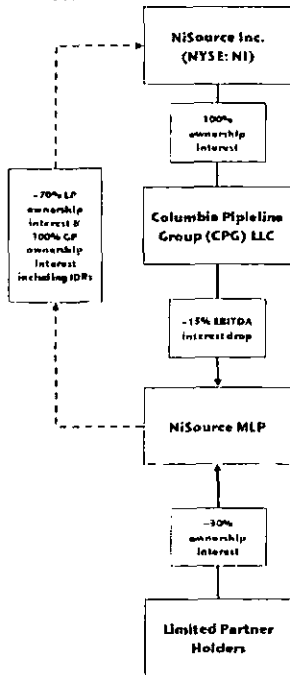 NiSource Inc.
(NYSE: NI)
100%
ownership
interest
~70% LP
ownership
interest &
100% GP
ownership
interest
including IDRs
Columbia Pipleline
Group (CPG) LLC
~15% EBITDA
interest drop
NiSource MLP
~30%
ownership
interest
Limited Partner
Holders